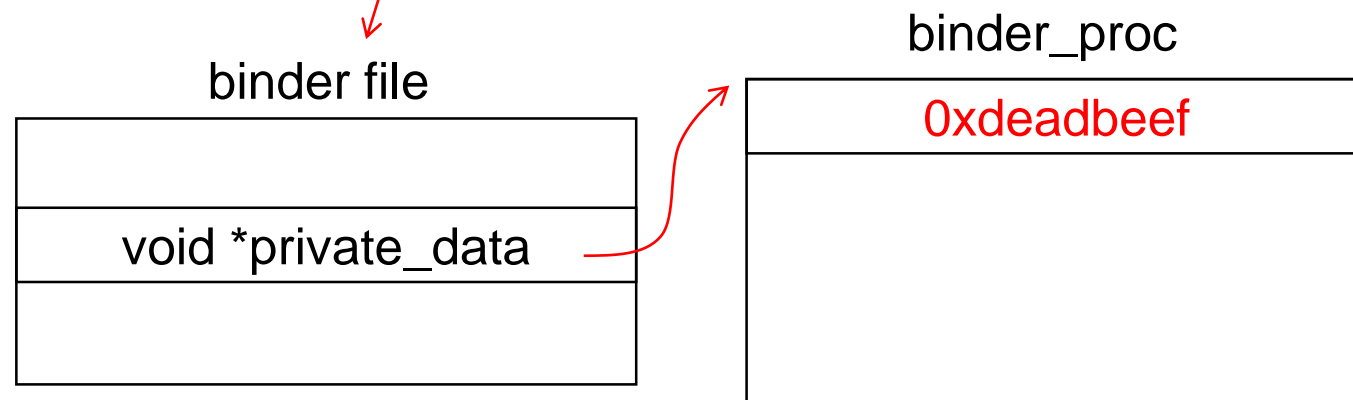 binder_proc
binder file
0xdeadbeef
void *private_data